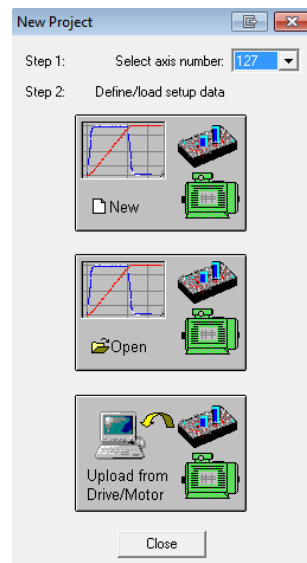 New Project
Step 1: Select axis number: 127
Step 2: Define/load setup data
New
Open
Upload from
Drive/Motor
Close